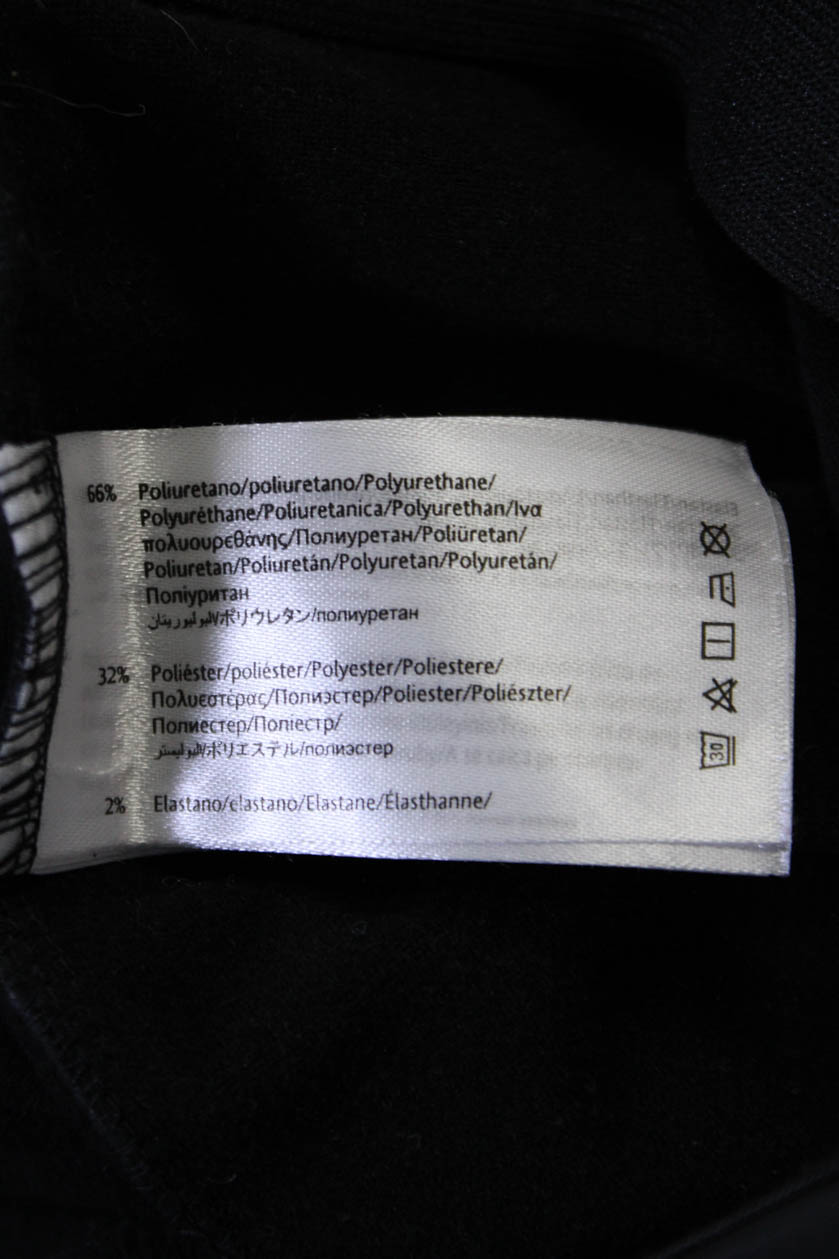 66% Poliuretano/poliuretano/Polyurethane/
Polyuréthane/Poliuretanica/Polyurethan/Ινα
πολυουρεθάνης/Полиуретан/Poliüretan/
Poliuretan/Poliuretán/Polyuretan/Polyuretán/
Поліуритан
البوليوريتان/ポリウレタン/полиуретан
32% Poliéster/poliéster/Polyester/Poliestere/
Πολυεστέρας/Полиэстер/Poliester/Poliészter/
Полиестер/Поліестр/
البوليستر/ポリエステル/полиэстер
2% Elastano/elastano/Elastane/Élasthanne/
30